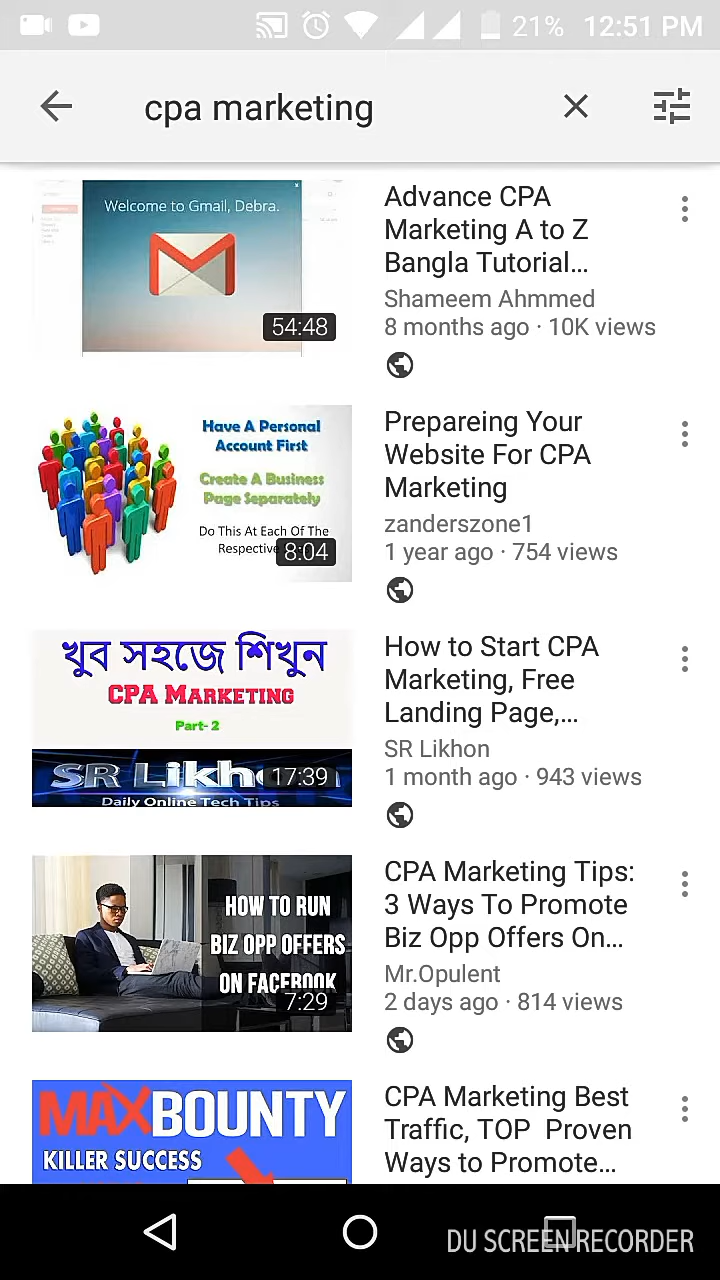 21% 12:51 PM
cpa marketing
Welcome to Gmail, Debra.
54:48
Advance CPA
Marketing A to Z
Bangla Tutorial...
Shameem Ahmmed
8 months ago · 10K views
Have A Personal
Account First
Create A Business
Page Separately
Do This At Each Of The
Respective
8:04
Prepareing Your
Website For CPA
Marketing
zanderszone1
1 year ago · 754 views
খুব সহজে শিখুন
CPA MARKETING
Part- 2
SR Likh
17:39
Daily Online Tech Tips
How to Start CPA
Marketing, Free
Landing Page,...
SR Likhon
1 month ago · 943 views
HOW TO RUN
BIZ OPP OFFERS
ON FACEBOOK
7:29
CPA Marketing Tips:
3 Ways To Promote
Biz Opp Offers On...
Mr.Opulent
2 days ago · 814 views
MAXBOUNTY
KILLER SUCCESS
CPA Marketing Best
Traffic, TOP Proven
Ways to Promote...
DU SCREEN RECORDER